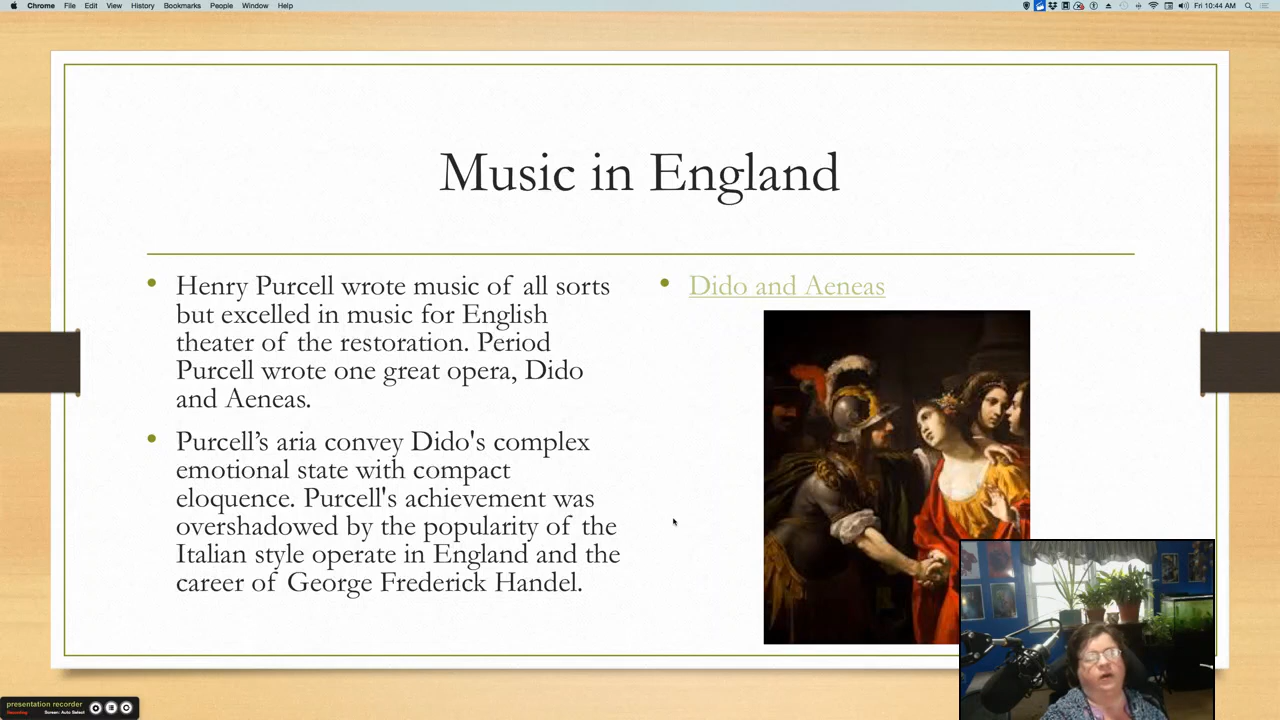 Chrome File Edit View History Bookmarks People Window Help
Fri 10:44 AM
Music in England
Henry Purcell wrote music of all sorts
but excelled in music for English
theater of the restoration. Period
Purcell wrote one great opera, Dido
and Aeneas.
Purcell’s aria convey Dido's complex
emotional state with compact
eloquence. Purcell's achievement was
overshadowed by the popularity of the
Italian style operate in England and the
career of George Frederick Handel.
Dido and Aeneas
presentation recorder
Recording Screen: Auto Select